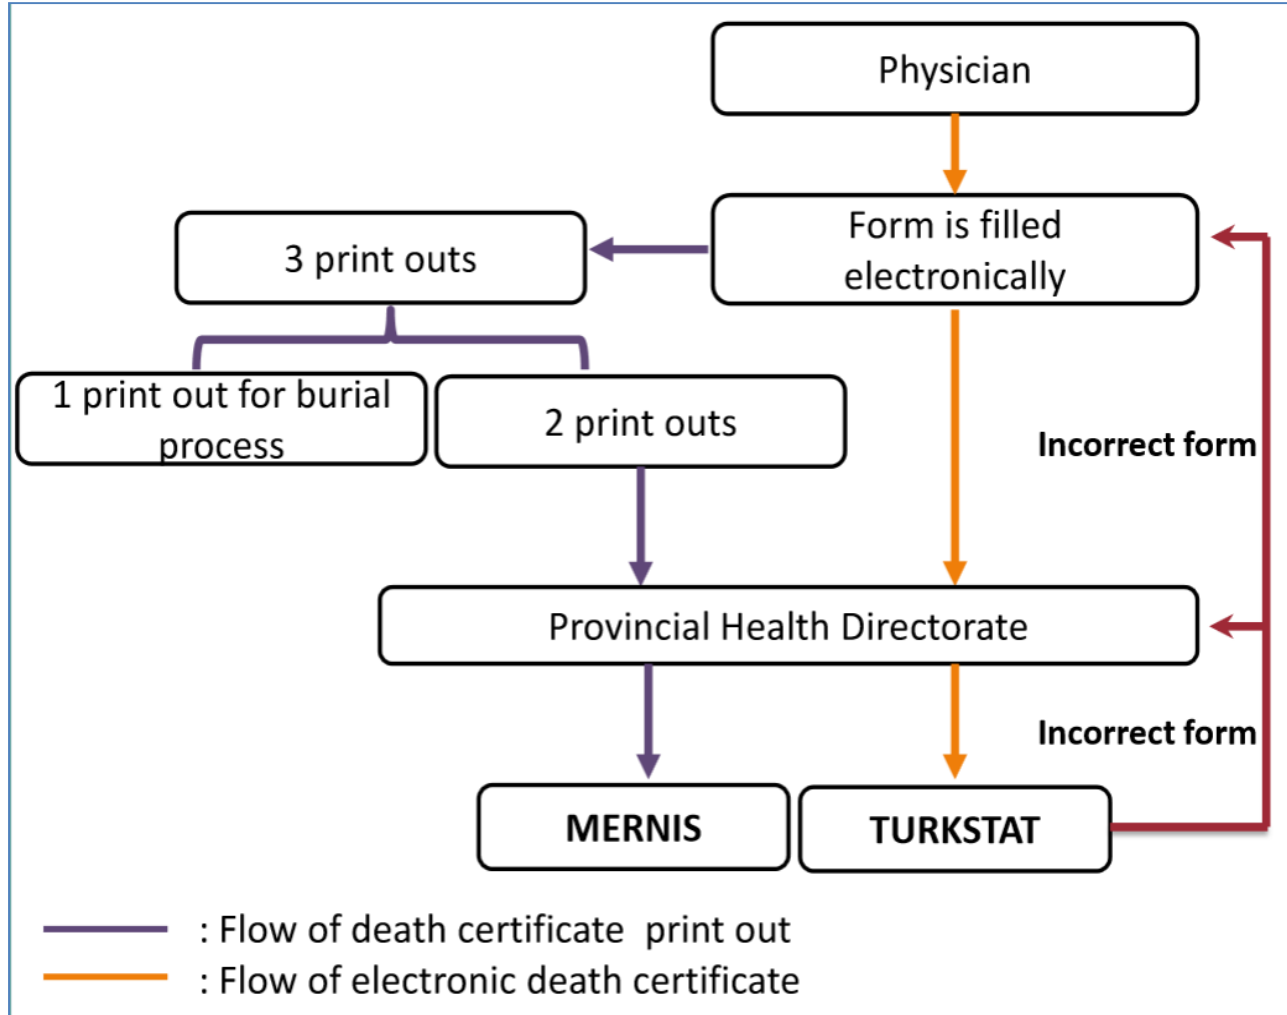 Physician
Form is filled
electronically
3 print outs
1 print out for burial
process
2 print outs
Incorrect form
Provincial Health Directorate
Incorrect form
MERNIS
TURKSTAT
: Flow of death certificate  print out
: Flow of electronic death certificate